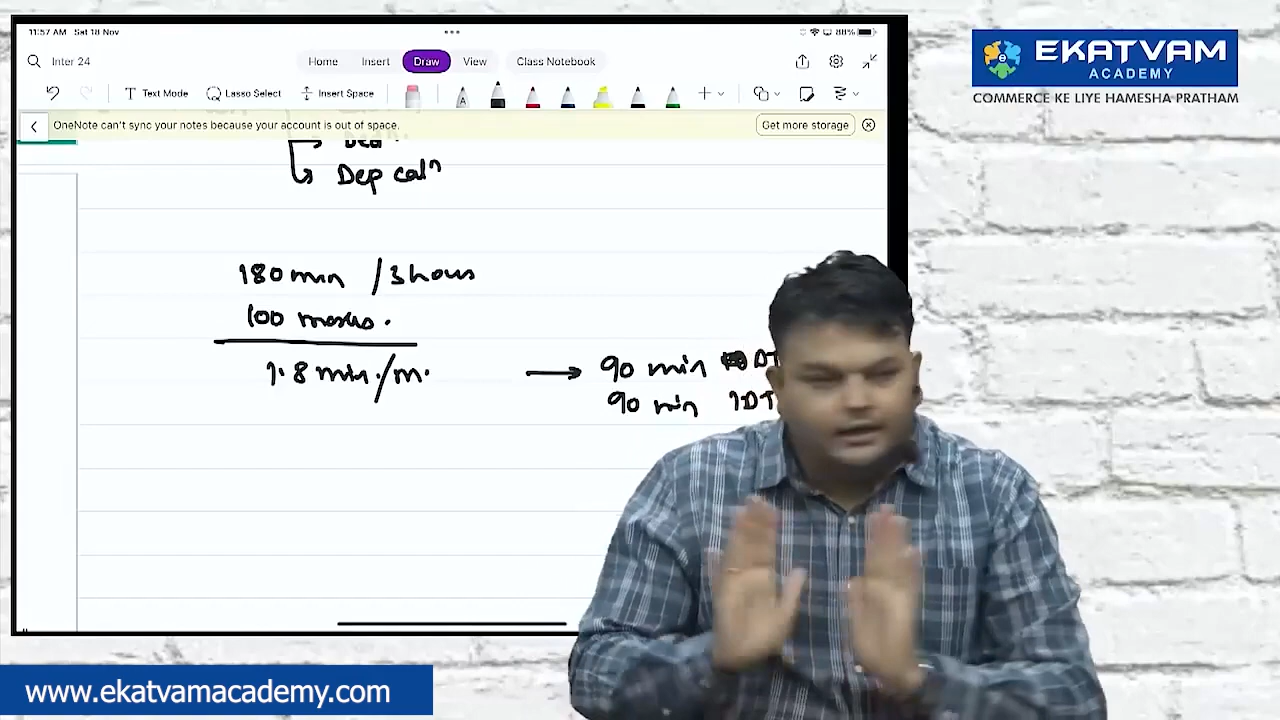 11:57 AM Sat 18 Nov
88%
Inter 24
Home Insert Draw View Class Notebook
Text Mode Lasso Select Insert Space
OneNote can't sync your notes because your account is out of space.
Get more storage
Dep calⁿ
180 min / 3 hours
100 marks.
1.8 min./m.
90 min DT
90 min IDT
EKATVAM
ACADEMY
COMMERCE KE LIYE HAMESHA PRATHAM
www.ekatvamacademy.com